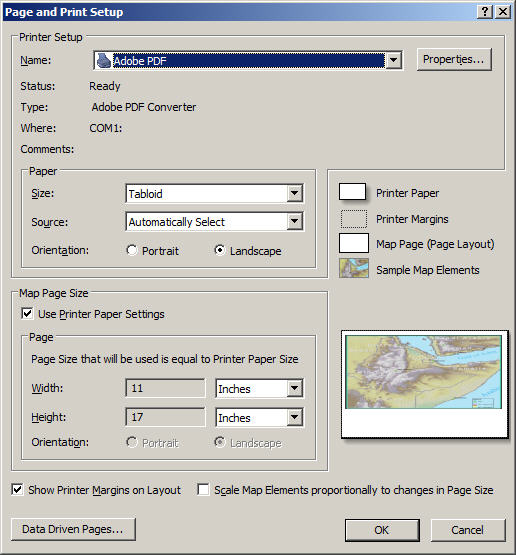 Page and Print Setup
Printer Setup
Name: Adobe PDF Properties...
Status: Ready
Type: Adobe PDF Converter
Where: COM1:
Comments:
Paper
Size: Tabloid
Source: Automatically Select
Orientation: Portrait Landscape
Printer Paper
Printer Margins
Map Page (Page Layout)
Sample Map Elements
Map Page Size
Use Printer Paper Settings
Page
Page Size that will be used is equal to Printer Paper Size
Width: 11 Inches
Height: 17 Inches
Orientation: Portrait Landscape
Show Printer Margins on Layout Scale Map Elements proportionally to changes in Page Size
Data Driven Pages... OK Cancel